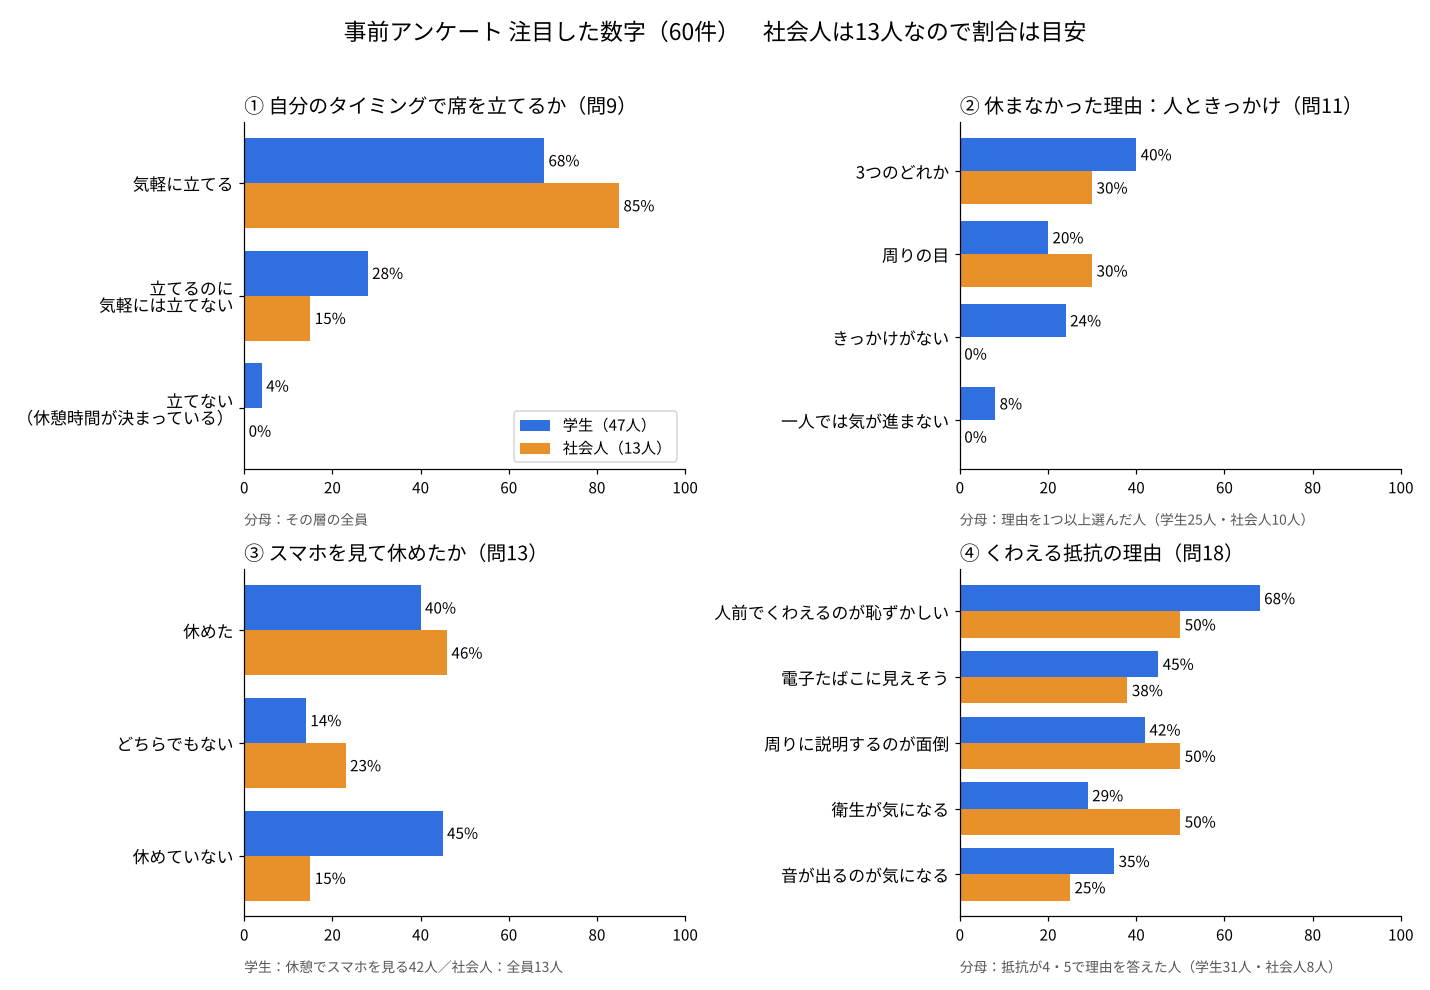 事前アンケート 注目した数字（60件）　社会人は13人なので割合は目安
① 自分のタイミングで席を立てるか（問9）
気軽に立てる
68%
85%
立てるのに
気軽には立てない
28%
15%
立てない
（休憩時間が決まっている）
4%
0%
学生（47人）
社会人（13人）
0 20 40 60 80 100
分母：その層の全員
② 休まなかった理由：人ときっかけ（問11）
3つのどれか
40%
30%
周りの目
20%
30%
きっかけがない
24%
0%
一人では気が進まない
8%
0%
0 20 40 60 80 100
分母：理由を1つ以上選んだ人（学生25人・社会人10人）
③ スマホを見て休めたか（問13）
休めた
40%
46%
どちらでもない
14%
23%
休めていない
45%
15%
0 20 40 60 80 100
学生：休憩でスマホを見る42人／社会人：全員13人
④ くわえる抵抗の理由（問18）
人前でくわえるのが恥ずかしい
68%
50%
電子たばこに見えそう
45%
38%
周りに説明するのが面倒
42%
50%
衛生が気になる
29%
50%
音が出るのが気になる
35%
25%
0 20 40 60 80 100
分母：抵抗が4・5で理由を答えた人（学生31人・社会人8人）